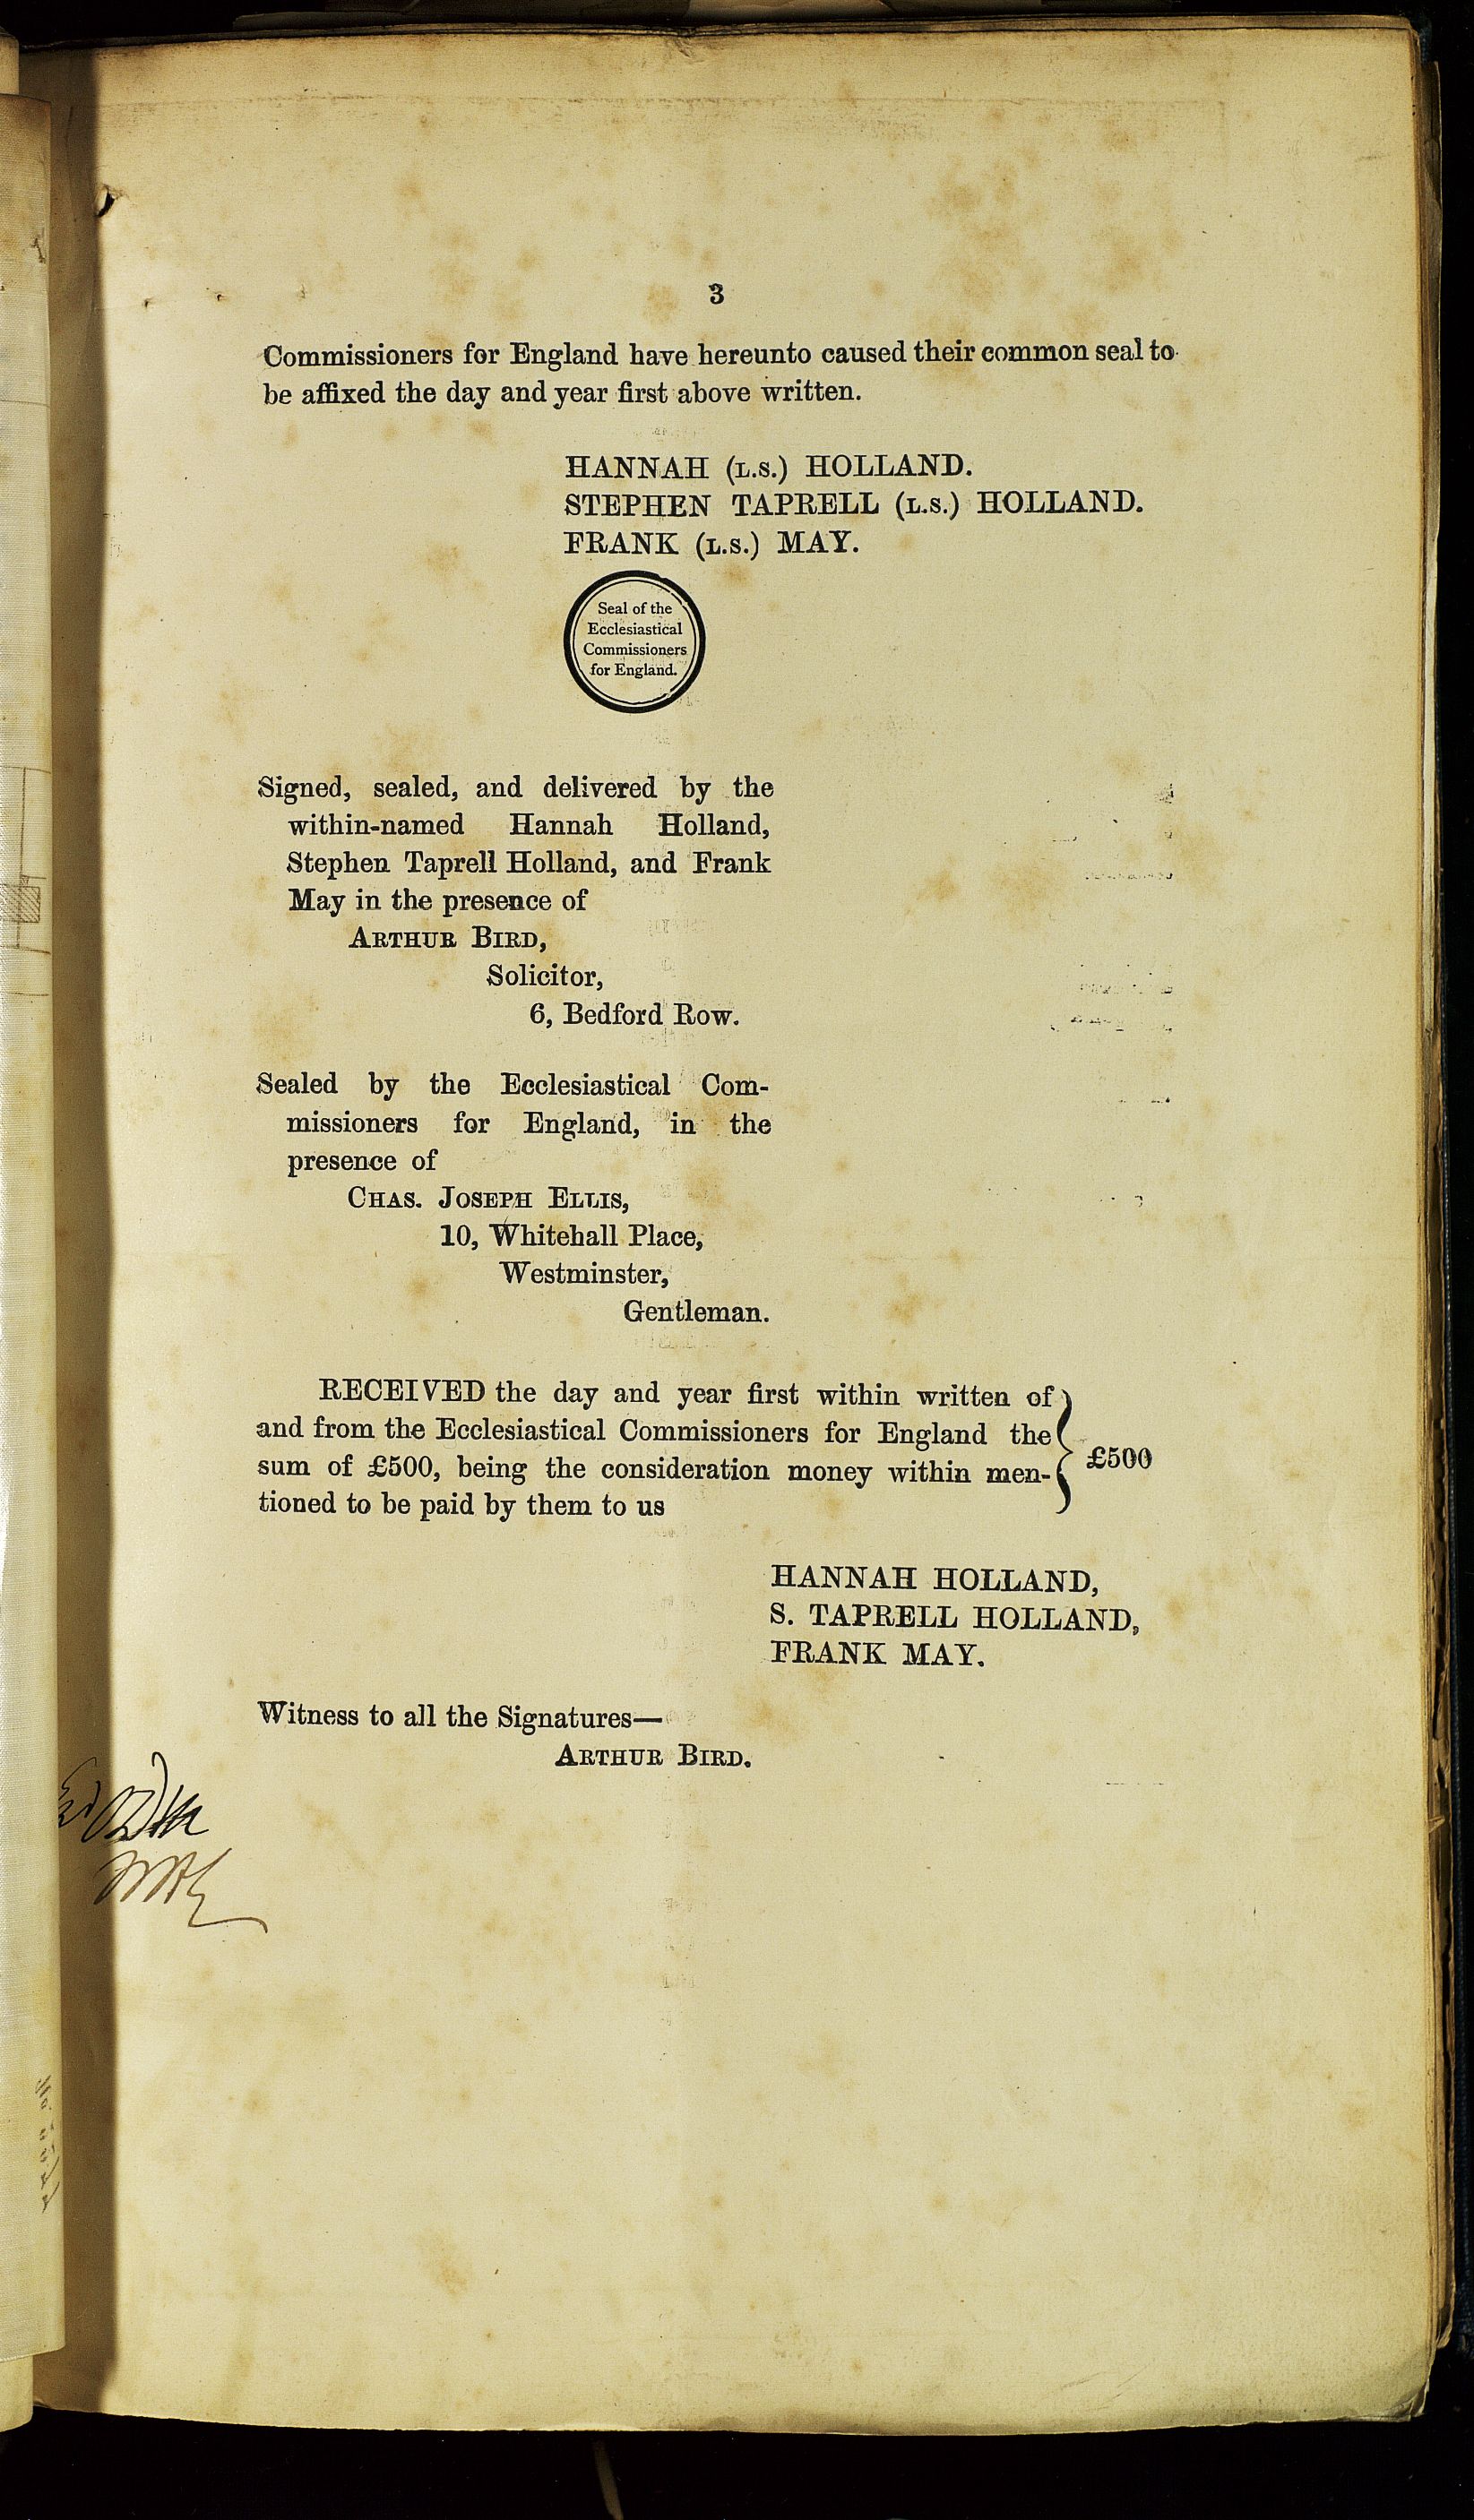 3
Commissioners for England have hereunto caused their common seal to
be affixed the day and year first above written.
HANNAH (L.S.) HOLLAND.
STEPHEN TAPRELL (L.S.) HOLLAND.
FRANK (L.S.) MAY.
Seal of the
Ecclesiastical
Commissioners
for England.
Signed, sealed, and delivered by the
within-named Hannah Holland,
Stephen Taprell Holland, and Frank
May in the presence of
ARTHUR BIRD,
Solicitor,
6, Bedford Row.
Sealed by the Ecclesiastical Com-
missioners for England, in the
presence of
CHAS. JOSEPH ELLIS,
10, Whitehall Place,
Westminster,
Gentleman.
RECEIVED the day and year first within written of
and from the Ecclesiastical Commissioners for England the
sum of £500, being the consideration money within men-
tioned to be paid by them to us
£500
HANNAH HOLLAND,
S. TAPRELL HOLLAND,
FRANK MAY.
Witness to all the Signatures—
ARTHUR BIRD.